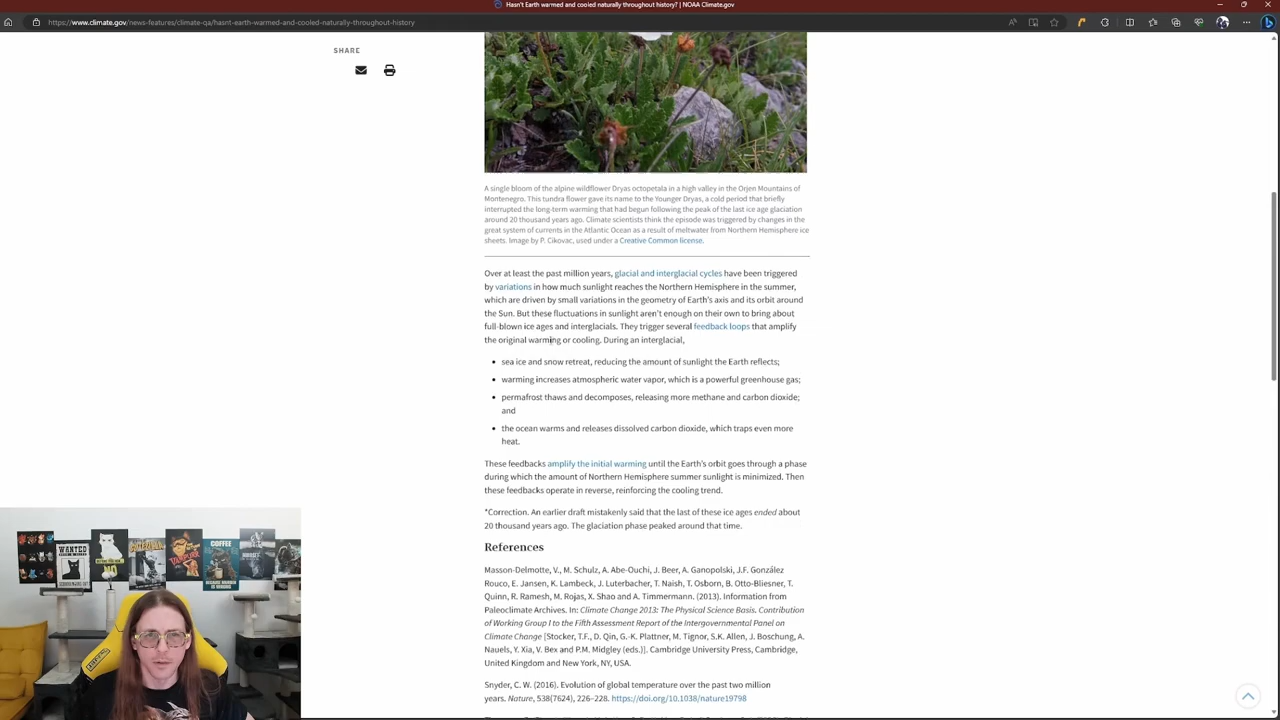 Hasn't Earth warmed and cooled naturally throughout history? | NOAA Climate.gov
https://www.climate.gov/news-features/climate-qa/hasnt-earth-warmed-and-cooled-naturally-throughout-history
SHARE
A single bloom of the alpine wildflower Dryas octopetala in a high valley in the Orjen Mountains of
Montenegro. This tundra flower gave its name to the Younger Dryas, a cold period that briefly
interrupted the long-term warming that had begun following the peak of the last ice age glaciation
around 20 thousand years ago. Climate scientists think the episode was triggered by changes in the
great system of currents in the Atlantic Ocean as a result of meltwater from Northern Hemisphere ice
sheets. Image by P. Cikovac, used under a Creative Common license.
Over at least the past million years, glacial and interglacial cycles have been triggered
by variations in how much sunlight reaches the Northern Hemisphere in the summer,
which are driven by small variations in the geometry of Earth's axis and its orbit around
the Sun. But these fluctuations in sunlight aren't enough on their own to bring about
full-blown ice ages and interglacials. They trigger several feedback loops that amplify
the original warming or cooling. During an interglacial,
• sea ice and snow retreat, reducing the amount of sunlight the Earth reflects;
• warming increases atmospheric water vapor, which is a powerful greenhouse gas;
• permafrost thaws and decomposes, releasing more methane and carbon dioxide;
and
• the ocean warms and releases dissolved carbon dioxide, which traps even more
heat.
These feedbacks amplify the initial warming until the Earth's orbit goes through a phase
during which the amount of Northern Hemisphere summer sunlight is minimized. Then
these feedbacks operate in reverse, reinforcing the cooling trend.
*Correction. An earlier draft mistakenly said that the last of these ice ages ended about
20 thousand years ago. The glaciation phase peaked around that time.
References
Masson-Delmotte, V., M. Schulz, A. Abe-Ouchi, J. Beer, A. Ganopolski, J.F. González
Rouco, E. Jansen, K. Lambeck, J. Luterbacher, T. Naish, T. Osborn, B. Otto-Bliesner, T.
Quinn, R. Ramesh, M. Rojas, X. Shao and A. Timmermann. (2013). Information from
Paleoclimate Archives. In: Climate Change 2013: The Physical Science Basis. Contribution
of Working Group I to the Fifth Assessment Report of the Intergovernmental Panel on
Climate Change [Stocker, T.F., D. Qin, G.-K. Plattner, M. Tignor, S.K. Allen, J. Boschung, A.
Nauels, Y. Xia, V. Bex and P.M. Midgley (eds.)]. Cambridge University Press, Cambridge,
United Kingdom and New York, NY, USA.
Snyder, C. W. (2016). Evolution of global temperature over the past two million
years. Nature, 538(7624), 226–228. https://doi.org/10.1038/nature19798
WANTED
COFFEE